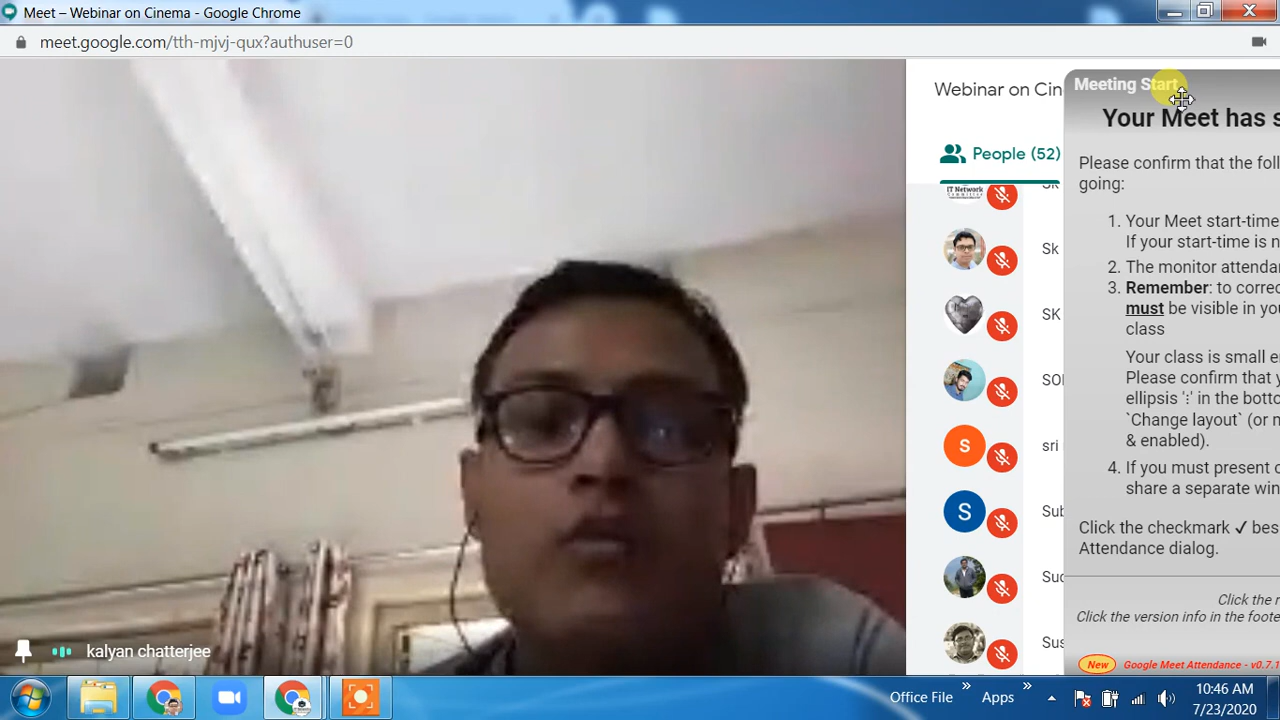 Meet – Webinar on Cinema - Google Chrome
meet.google.com/tth-mjvj-qux?authuser=0
Webinar on Cin
Meeting Start
Your Meet has s
People (52)
Please confirm that the foll
going:
IT Network
Sk
1. Your Meet start-time
If your start-time is n
2. The monitor attendan
3. Remember: to correc
must be visible in you
class
SK
Your class is small e
Please confirm that y
ellipsis '⋮' in the botto
`Change layout` (or n
& enabled).
SO
s
sri
4. If you must present o
share a separate win
S
Sub
Click the checkmark ✓ bes
Attendance dialog.
Sud
Click the r
Click the version info in the foote
Sus
kalyan chatterjee
New Google Meet Attendance - v0.7.1
Office File » Apps »
10:46 AM
7/23/2020